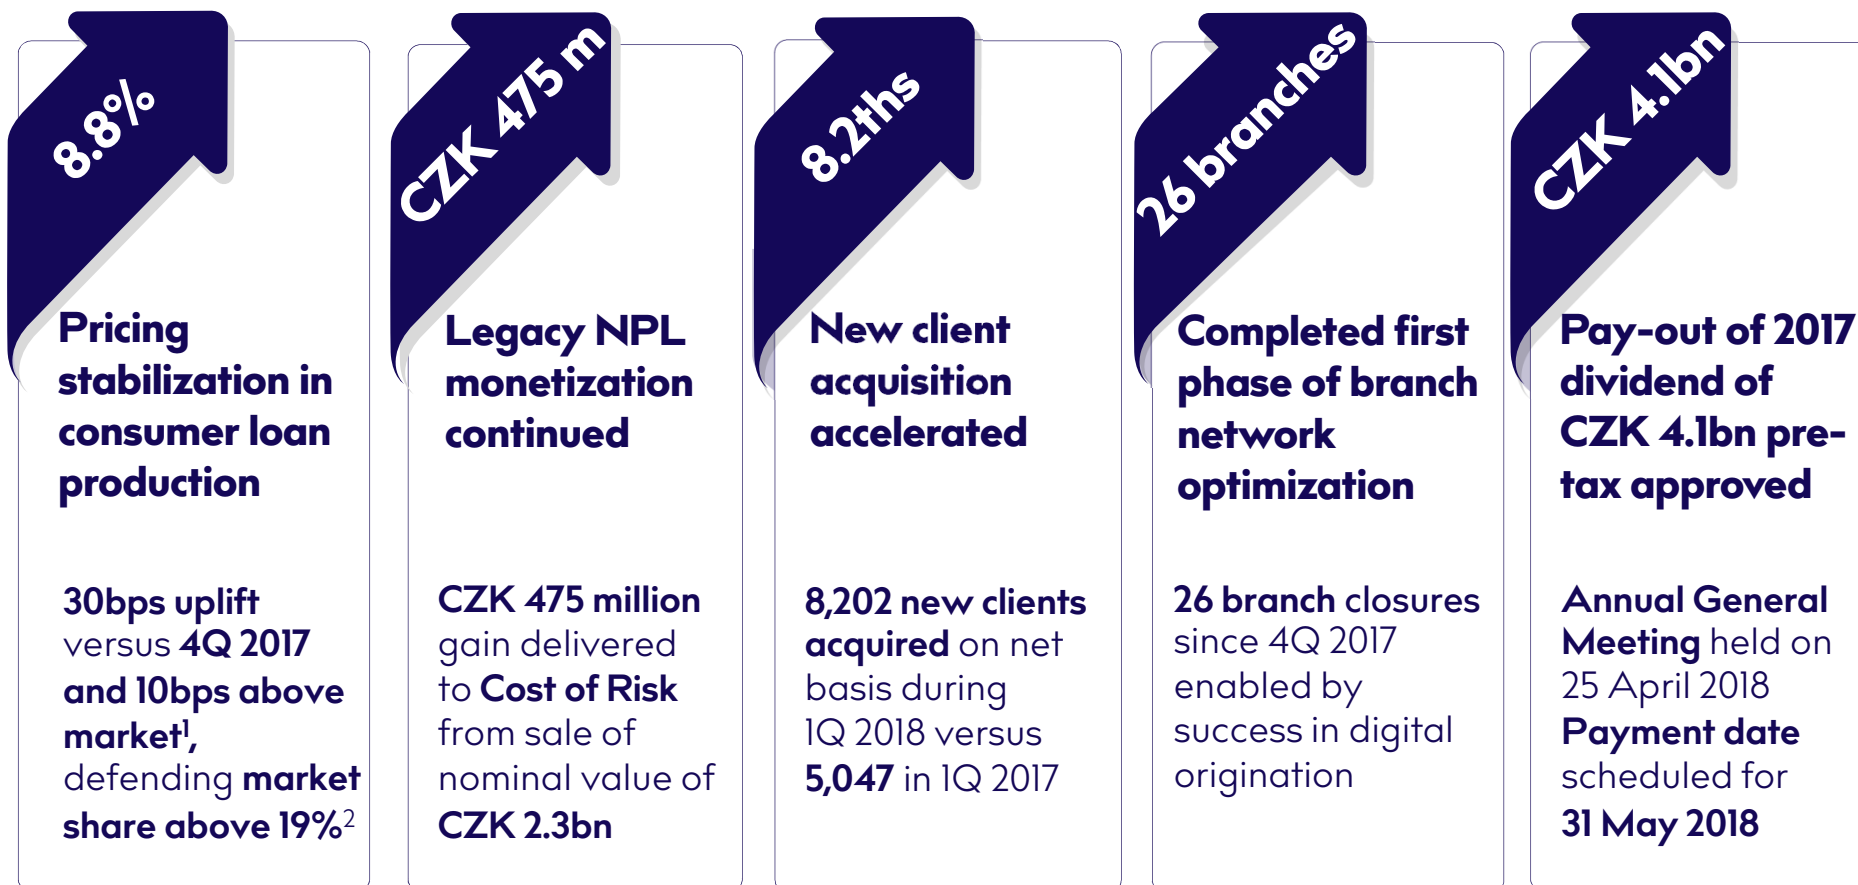 8.8%
Pricing
stabilization in
consumer loan
production
30bps uplift
versus 4Q 2017
and 10bps above
market¹,
defending market
share above 19%²
CZK 475 m
Legacy NPL
monetization
continued
CZK 475 million
gain delivered
to Cost of Risk
from sale of
nominal value of
CZK 2.3bn
8.2ths
New client
acquisition
accelerated
8,202 new clients
acquired on net
basis during
1Q 2018 versus
5,047 in 1Q 2017
26 branches
Completed first
phase of branch
network
optimization
26 branch closures
since 4Q 2017
enabled by
success in digital
origination
CZK 4.1bn
Pay-out of 2017
dividend of
CZK 4.1bn pre-
tax approved
Annual General
Meeting held on
25 April 2018
Payment date
scheduled for
31 May 2018